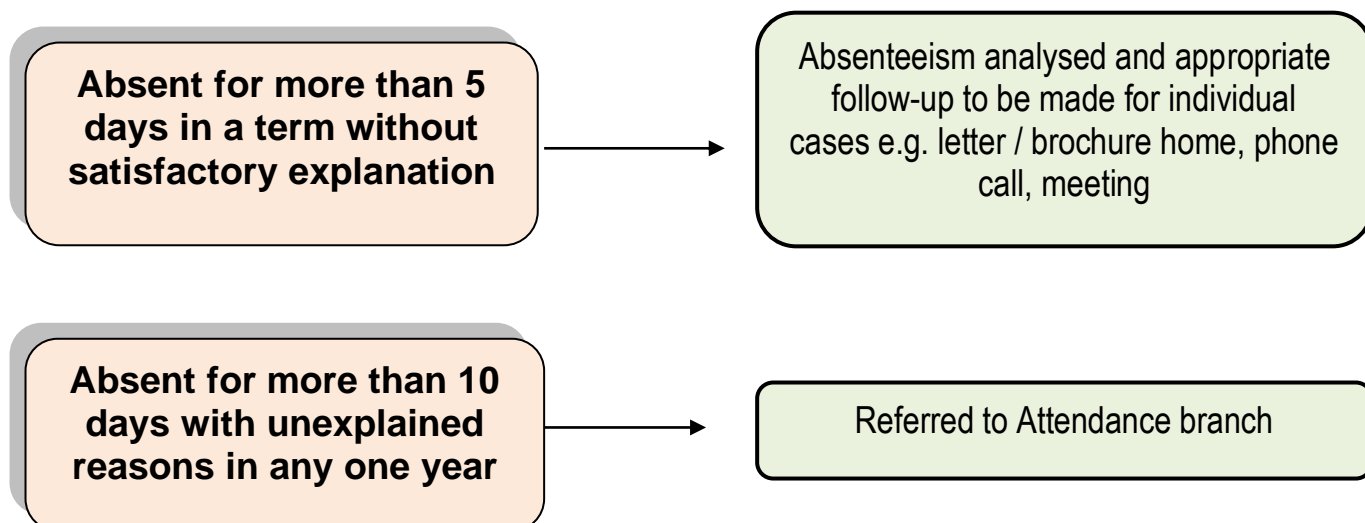 Absent for more than 5
days in a term without
satisfactory explanation
Absenteeism analysed and appropriate
follow-up to be made for individual
cases e.g. letter / brochure home, phone
call, meeting
Absent for more than 10
days with unexplained
reasons in any one year
Referred to Attendance branch